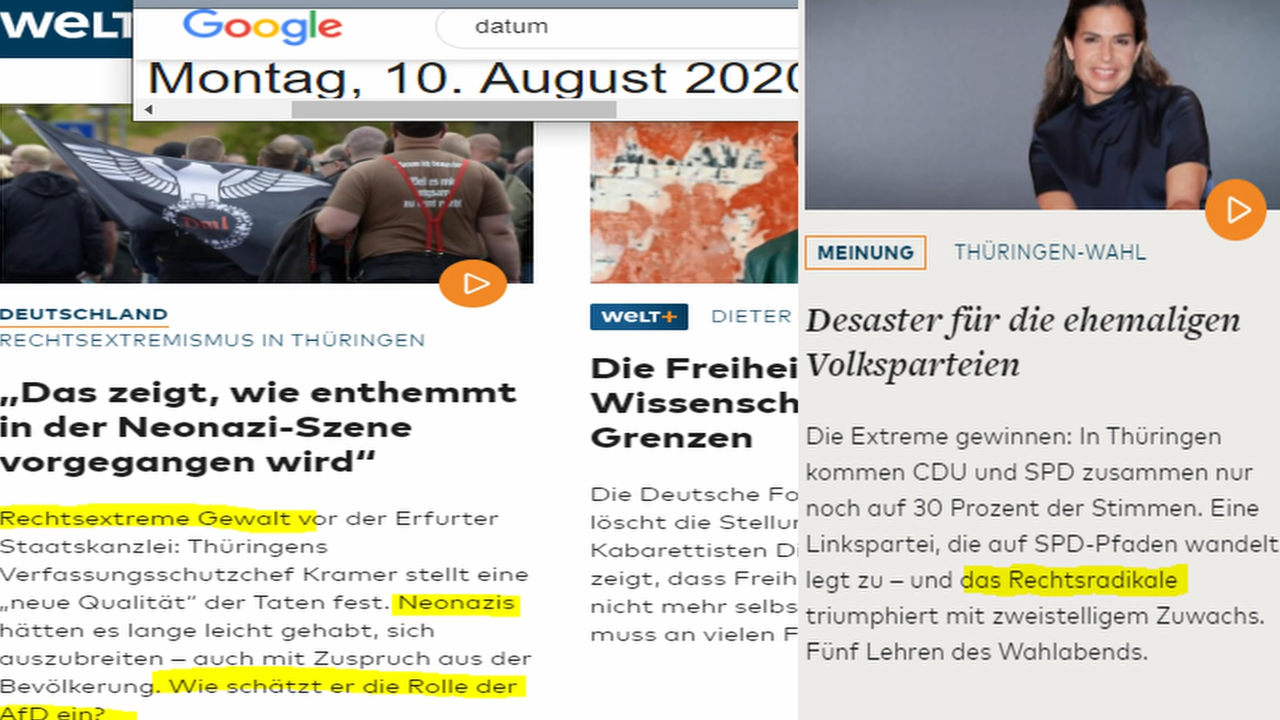 welt
Google
datum
Montag, 10. August 2020
DEUTSCHLAND
RECHTSEXTREMISMUS IN THÜRINGEN
„Das zeigt, wie enthemmt
in der Neonazi-Szene
vorgegangen wird“
Rechtsextreme Gewalt vor der Erfurter
Staatskanzlei: Thüringens
Verfassungsschutzchef Kramer stellt eine
„neue Qualität“ der Taten fest. Neonazis
hätten es lange leicht gehabt, sich
auszubreiten – auch mit Zuspruch aus der
Bevölkerung. Wie schätzt er die Rolle der
AfD ein?
welt+ DIETER
Die Freihei
Wissensch
Grenzen
Die Deutsche Fo
löscht die Stellun
Kabarettisten Di
zeigt, dass Freih
nicht mehr selbs
muss an vielen F
MEINUNG THÜRINGEN-WAHL
Desaster für die ehemaligen
Volksparteien
Die Extreme gewinnen: In Thüringen
kommen CDU und SPD zusammen nur
noch auf 30 Prozent der Stimmen. Eine
Linkspartei, die auf SPD-Pfaden wandelt
legt zu – und das Rechtsradikale
triumphiert mit zweistelligem Zuwachs.
Fünf Lehren des Wahlabends.